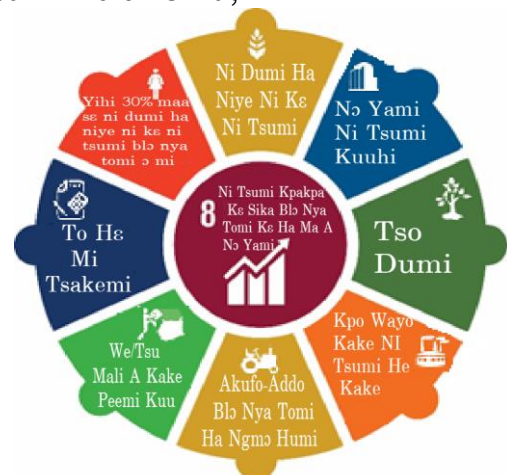 Ni Dumi Ha
Niye Ni Kɛ
Ni Tsumi
Nɔ Yami
Ni Tsumi
Kuuhi
Tso
Dumi
Kpo Wayo
Kake NI
Tsumi He
Kake
Akufo-Addo
Blɔ Nya Tomi
Ha Ngmɔ Humi
We/Tsu
Mali A Kake
Peemi Kuu
To Hɛ
Mi
Tsakemi
Yihi 30% maa
sɛ ni dumi ha
niye ni kɛ ni
tsumi blɔ nya
tomi ɔ mi
8
Ni Tsumi Kpakpa
Kɛ Sika Blɔ Nya
Tomi Kɛ Ha Ma A
Nɔ Yami